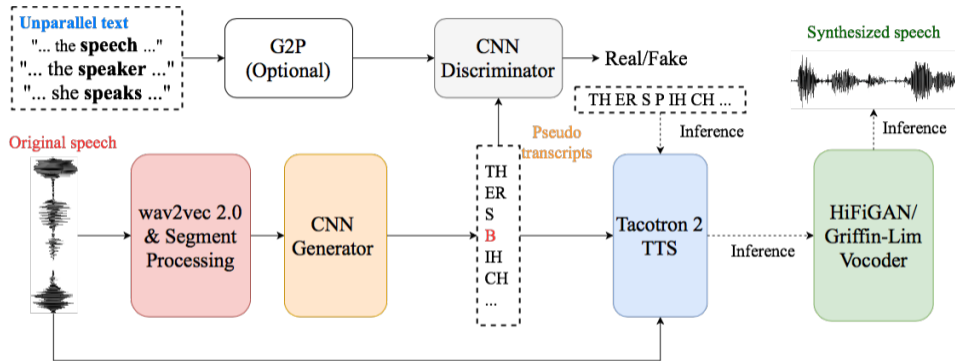 Unparallel text
"... the speech ..."
"... the speaker ..."
"... she speaks ..."
G2P
(Optional)
CNN
Discriminator
Real/Fake
Synthesized speech
TH ER S P IH CH ...
Inference
Pseudo
transcripts
Inference
Original speech
wav2vec 2.0
& Segment
Processing
CNN
Generator
TH
ER
S
B
IH
CH
...
Tacotron 2
TTS
Inference
HiFiGAN/
Griffin-Lim
Vocoder